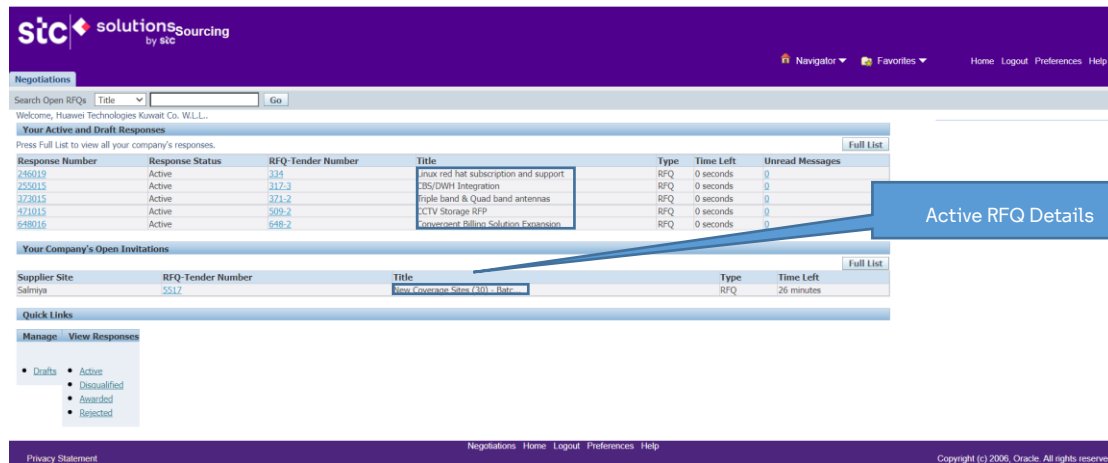 stc solutions Sourcing
by stc
Navigator Favorites Home Logout Preferences Help
Negotiations
Search Open RFQs Title Go
Welcome, Huawei Technologies Kuwait Co. W.L.L..
Your Active and Draft Responses
Press Full List to view all your company's responses. Full List
Response Number Response Status RFQ-Tender Number Title Type Time Left Unread Messages
246019 Active 334 Linux red hat subscription and support RFQ 0 seconds 0
255015 Active 317-3 CBS/DWH Integration RFQ 0 seconds 0
373015 Active 371-2 Triple band & Quad band antennas RFQ 0 seconds 0
471015 Active 509-2 CCTV Storage RFP RFQ 0 seconds 0
648016 Active 648-2 Convergent Billing Solution Expansion RFQ 0 seconds 0
Active RFQ Details
Your Company's Open Invitations
Full List
Supplier Site RFQ-Tender Number Title Type Time Left
Salmiya 5517 New Coverage Sites (30) - Batc... RFQ 26 minutes
Quick Links
Manage View Responses
• Drafts • Active
• Disqualified
• Awarded
• Rejected
Negotiations Home Logout Preferences Help
Privacy Statement Copyright (c) 2006, Oracle. All rights reserve